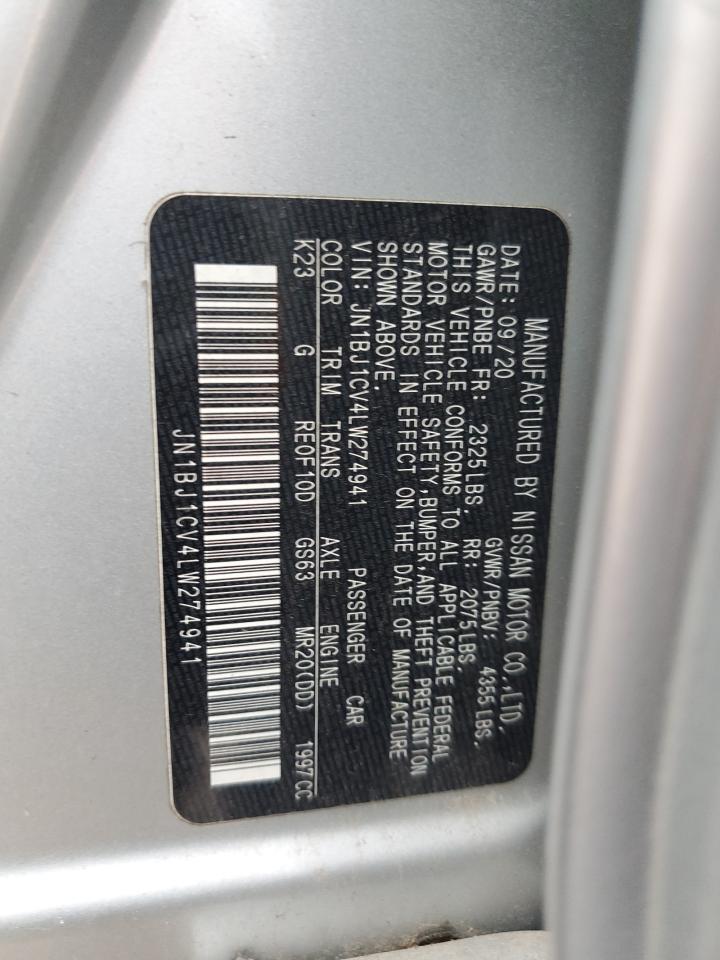 MANUFACTURED BY NISSAN MOTOR CO.,LTD.
DATE: 09/20 GVWR/PNBV: 4355 LBS.
GAWR/PNBE FR: 2325LBS. RR: 2075LBS.
THIS VEHICLE CONFORMS TO ALL APPLICABLE FEDERAL
MOTOR VEHICLE SAFETY,BUMPER,AND THEFT PREVENTION
STANDARDS IN EFFECT ON THE DATE OF MANUFACTURE
SHOWN ABOVE.
VIN: JN1BJ1CV4LW274941 PASSENGER CAR
COLOR TRIM TRANS AXLE ENGINE
K23 G RE0F10D GS63 MR20(DD) 1997CC
JN1BJ1CV4LW274941